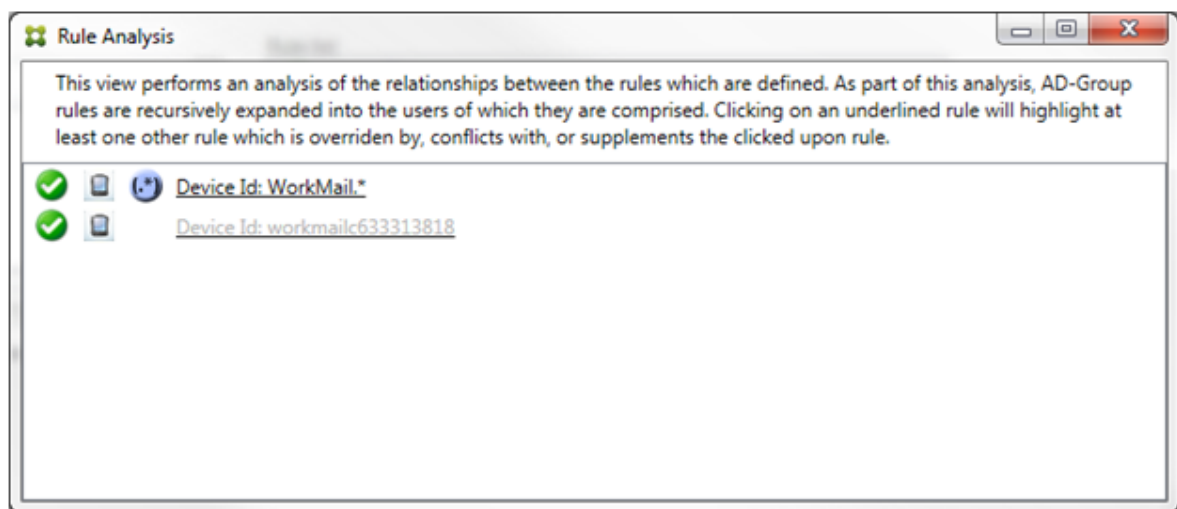 Rule Analysis
This view performs an analysis of the relationships between the rules which are defined. As part of this analysis, AD-Group
rules are recursively expanded into the users of which they are comprised. Clicking on an underlined rule will highlight at
least one other rule which is overriden by, conflicts with, or supplements the clicked upon rule.
(.*) Device Id: WorkMail.*
Device Id: workmailc633313818